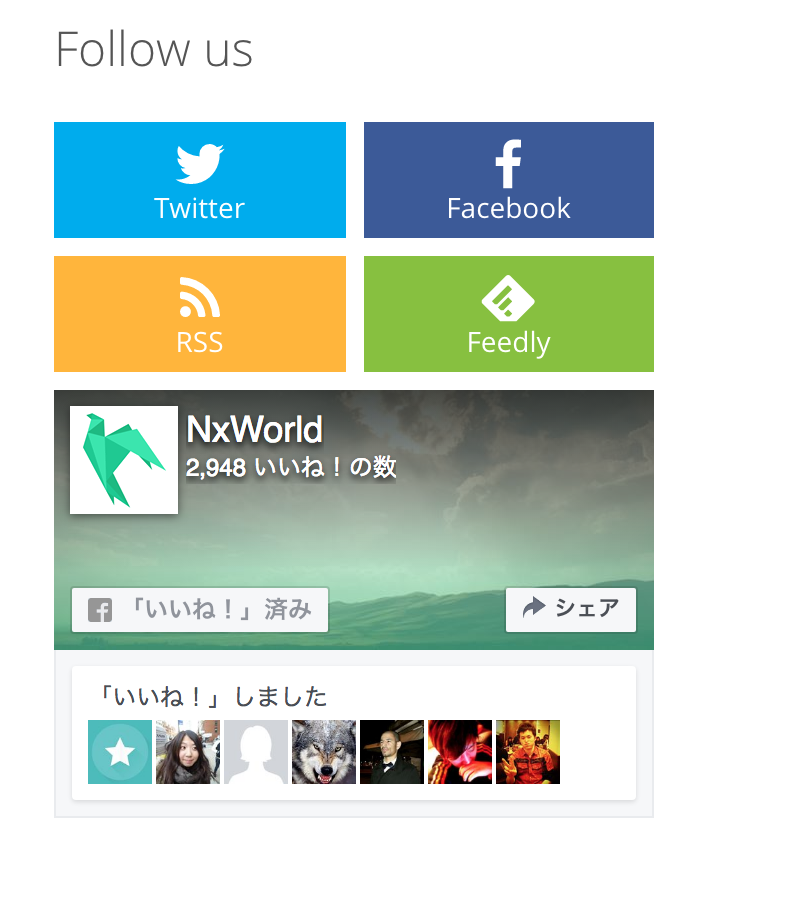 Follow us
Twitter
Facebook
RSS
Feedly
NxWorld
2,948 いいね！の数
「いいね！」済み
シェア
「いいね！」しました